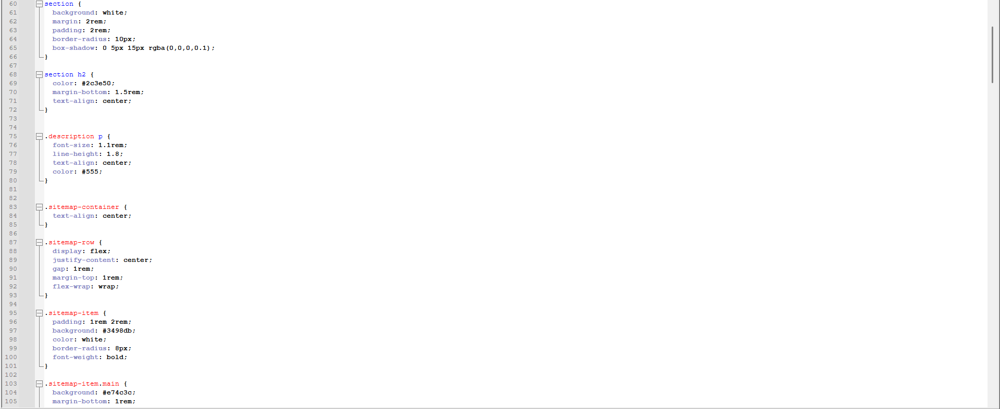 60 section {
61 background: white;
62 margin: 2rem;
63 padding: 2rem;
64 border-radius: 10px;
65 box-shadow: 0 5px 15px rgba(0,0,0,0.1);
66 }
67
68 section h2 {
69 color: #2c3e50;
70 margin-bottom: 1.5rem;
71 text-align: center;
72 }
73
74
75 .description p {
76 font-size: 1.1rem;
77 line-height: 1.8;
78 text-align: center;
79 color: #555;
80 }
81
82
83 .sitemap-container {
84 text-align: center;
85 }
86
87 .sitemap-row {
88 display: flex;
89 justify-content: center;
90 gap: 1rem;
91 margin-top: 1rem;
92 flex-wrap: wrap;
93 }
94
95 .sitemap-item {
96 padding: 1rem 2rem;
97 background: #3498db;
98 color: white;
99 border-radius: 8px;
100 font-weight: bold;
101 }
102
103 .sitemap-item.main {
104 background: #e74c3c;
105 margin-bottom: 1rem;